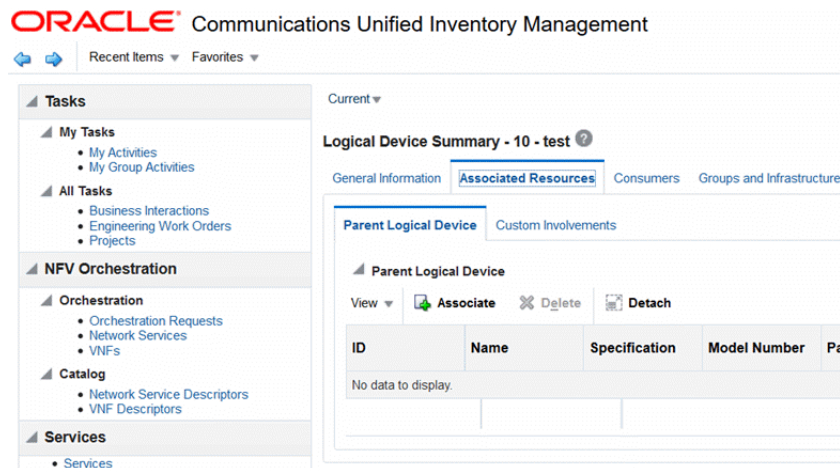 ORACLE Communications Unified Inventory Management
Recent Items Favorites
Tasks
My Tasks
My Activities
My Group Activities
All Tasks
Business Interactions
Engineering Work Orders
Projects
NFV Orchestration
Orchestration
Orchestration Requests
Network Services
VNFs
Catalog
Network Service Descriptors
VNF Descriptors
Services
Services
Current
Logical Device Summary - 10 - test ?
General Information Associated Resources Consumers Groups and Infrastructure
Parent Logical Device Custom Involvements
Parent Logical Device
View Associate Delete Detach
ID Name Specification Model Number Pa
No data to display.